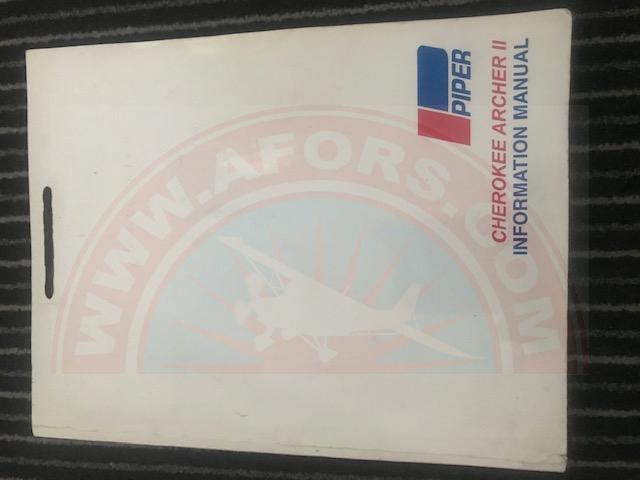 PIPER
CHEROKEE ARCHER II
INFORMATION MANUAL
WWW.AFORS.COM